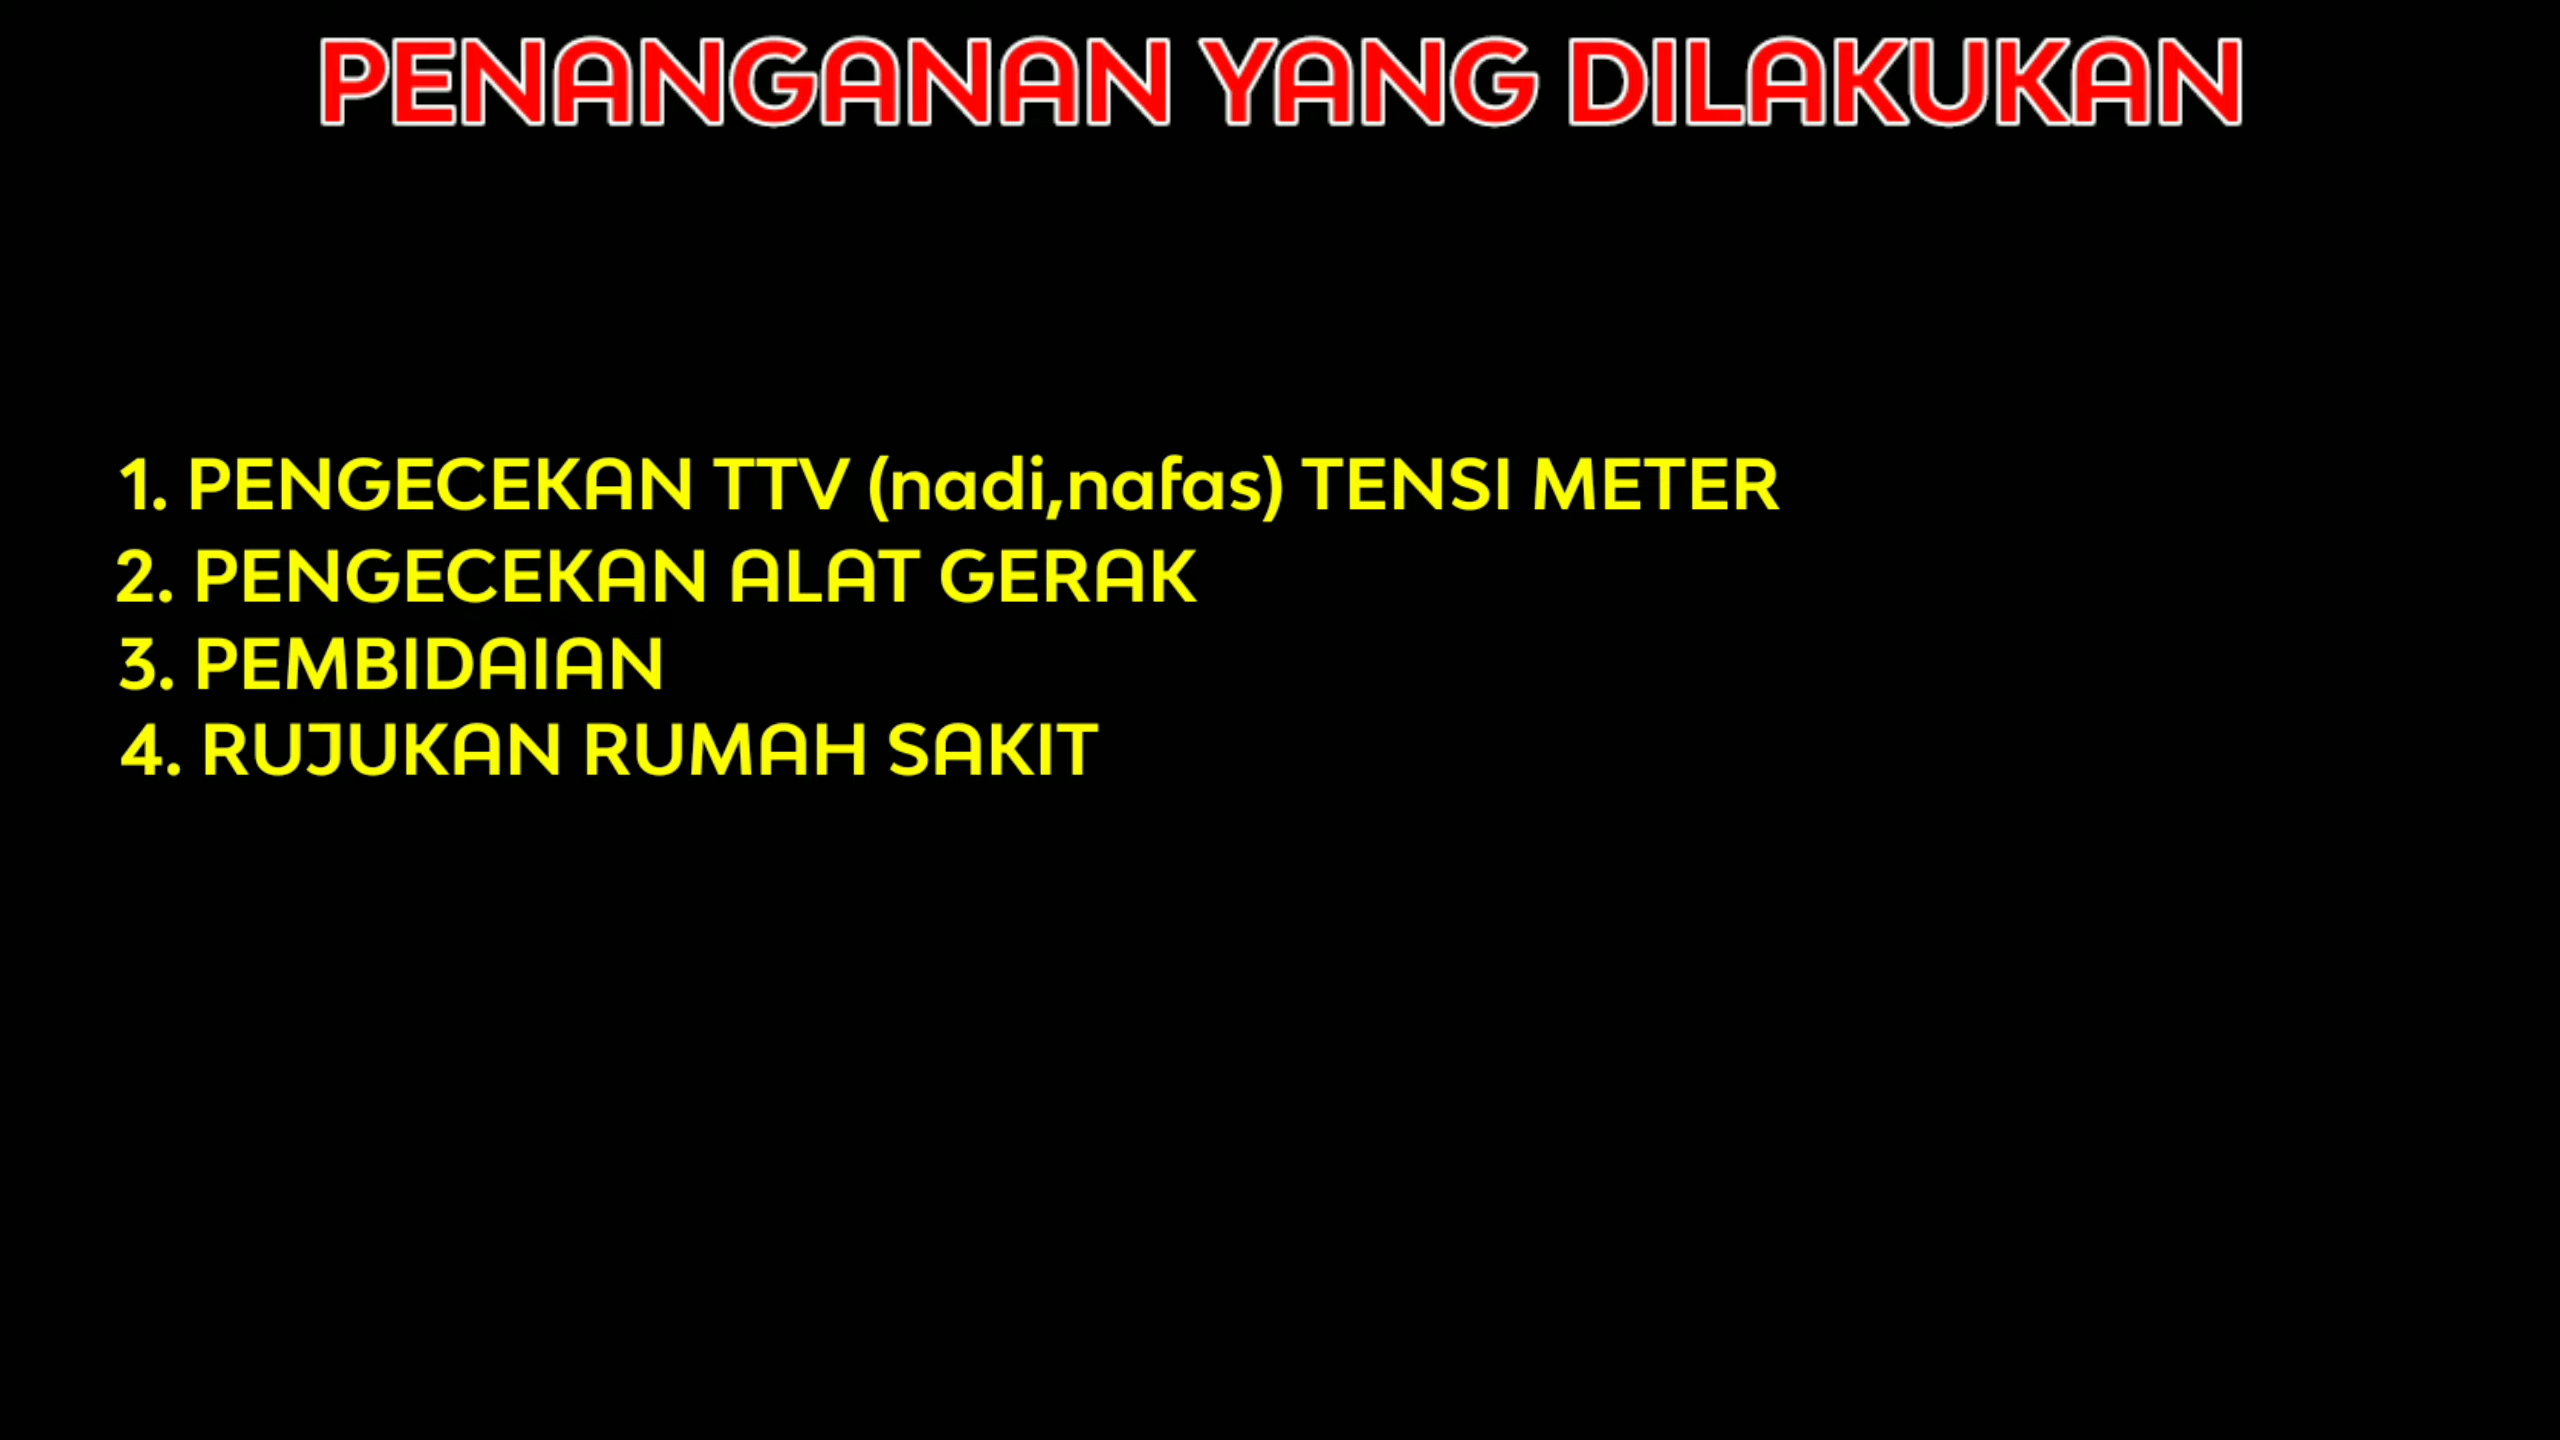 PENANGANAN YANG DILAKUKAN
1. PENGECEKAN TTV (nadi,nafas) TENSI METER
2. PENGECEKAN ALAT GERAK
3. PEMBIDAIAN
4. RUJUKAN RUMAH SAKIT